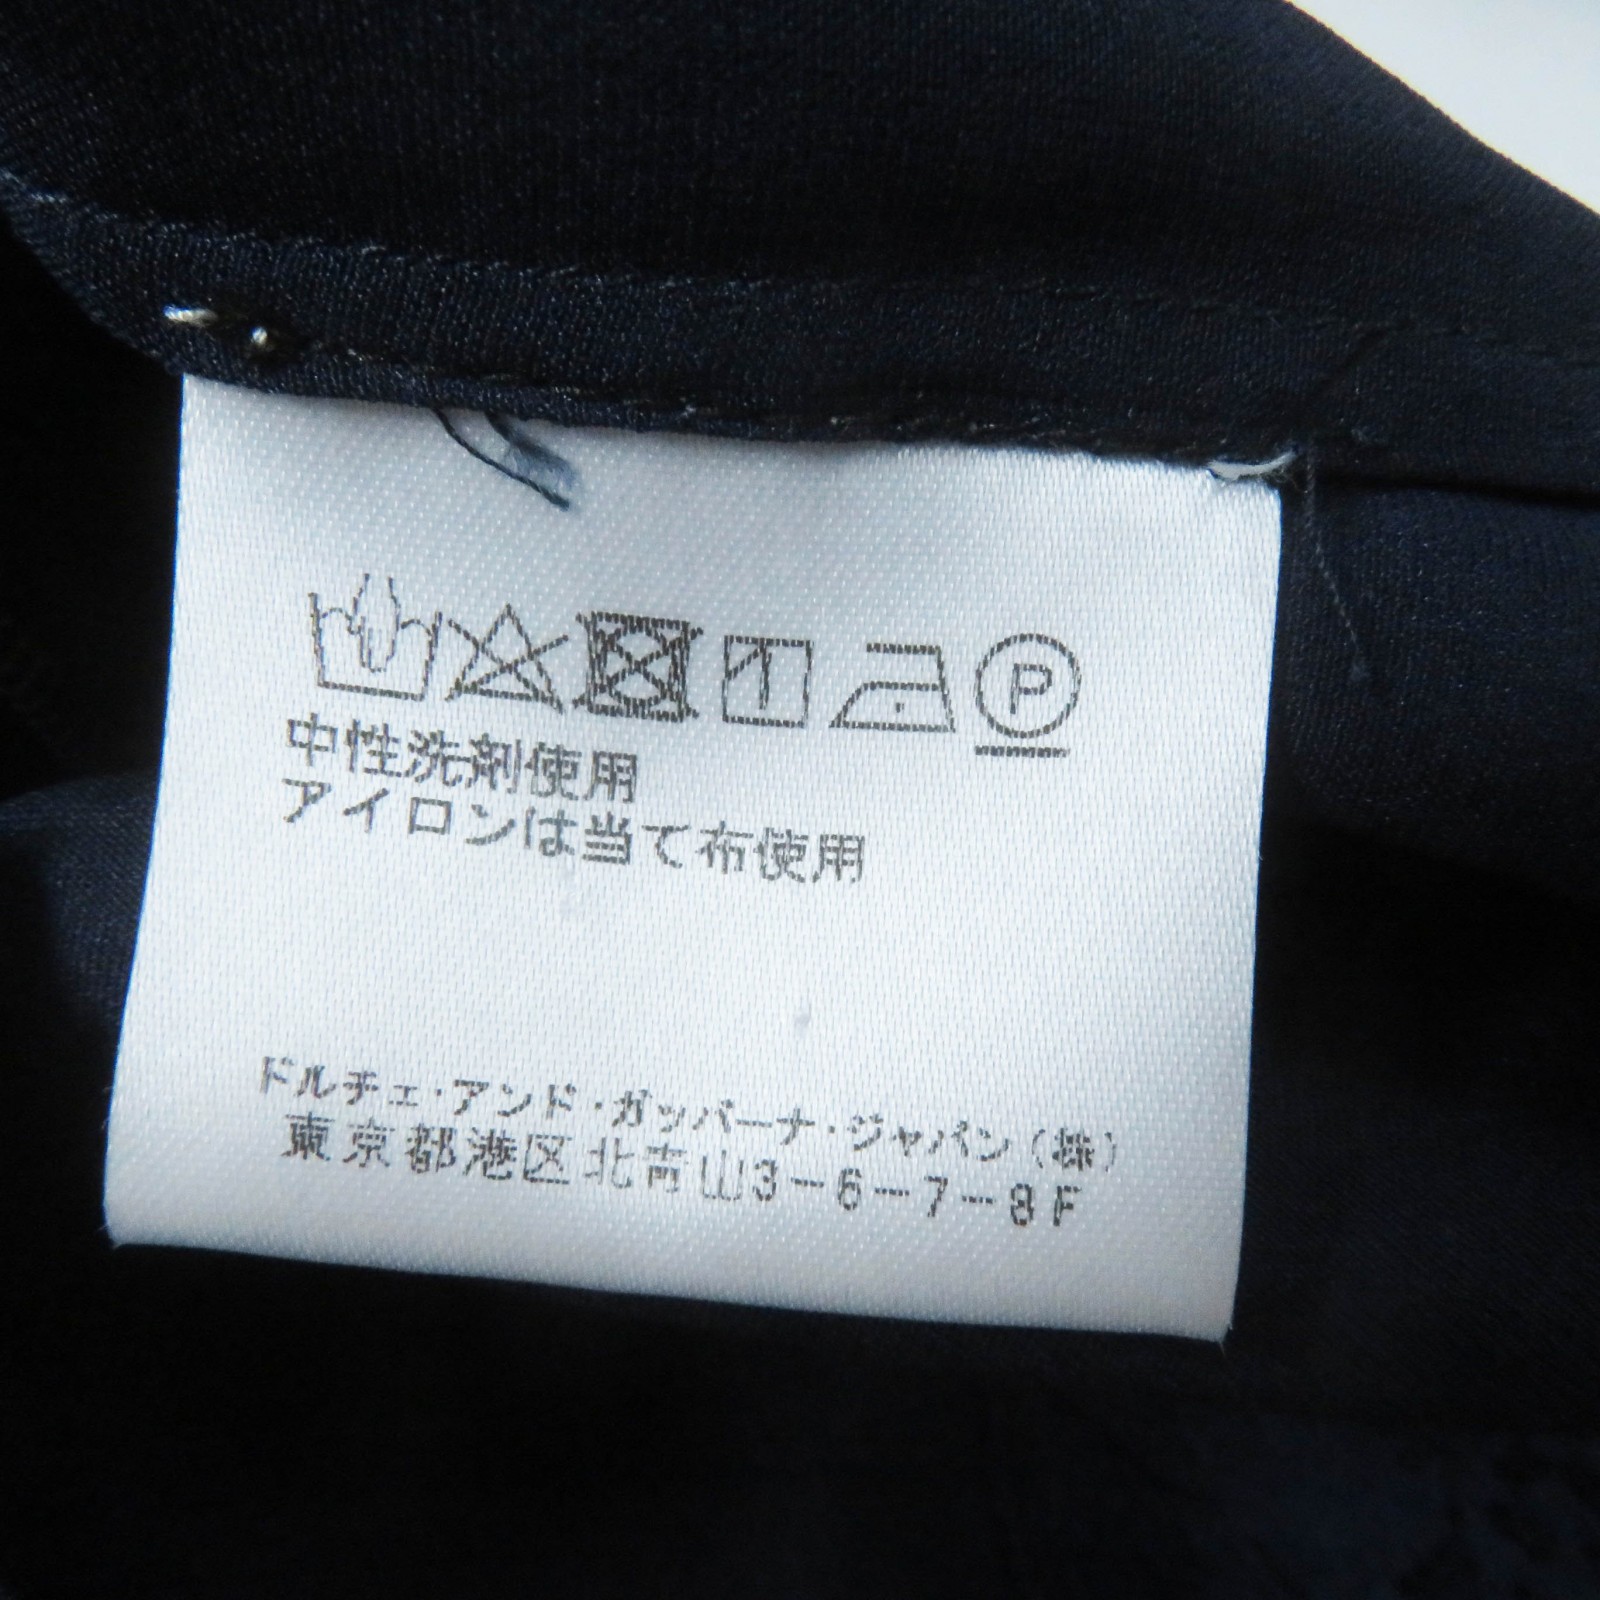 P
中性洗剤使用
アイロンは当て布使用
ドルチェ・アンド・ガッバーナ・ジャパン(株)
東京都港区北青山3-6-7-8F